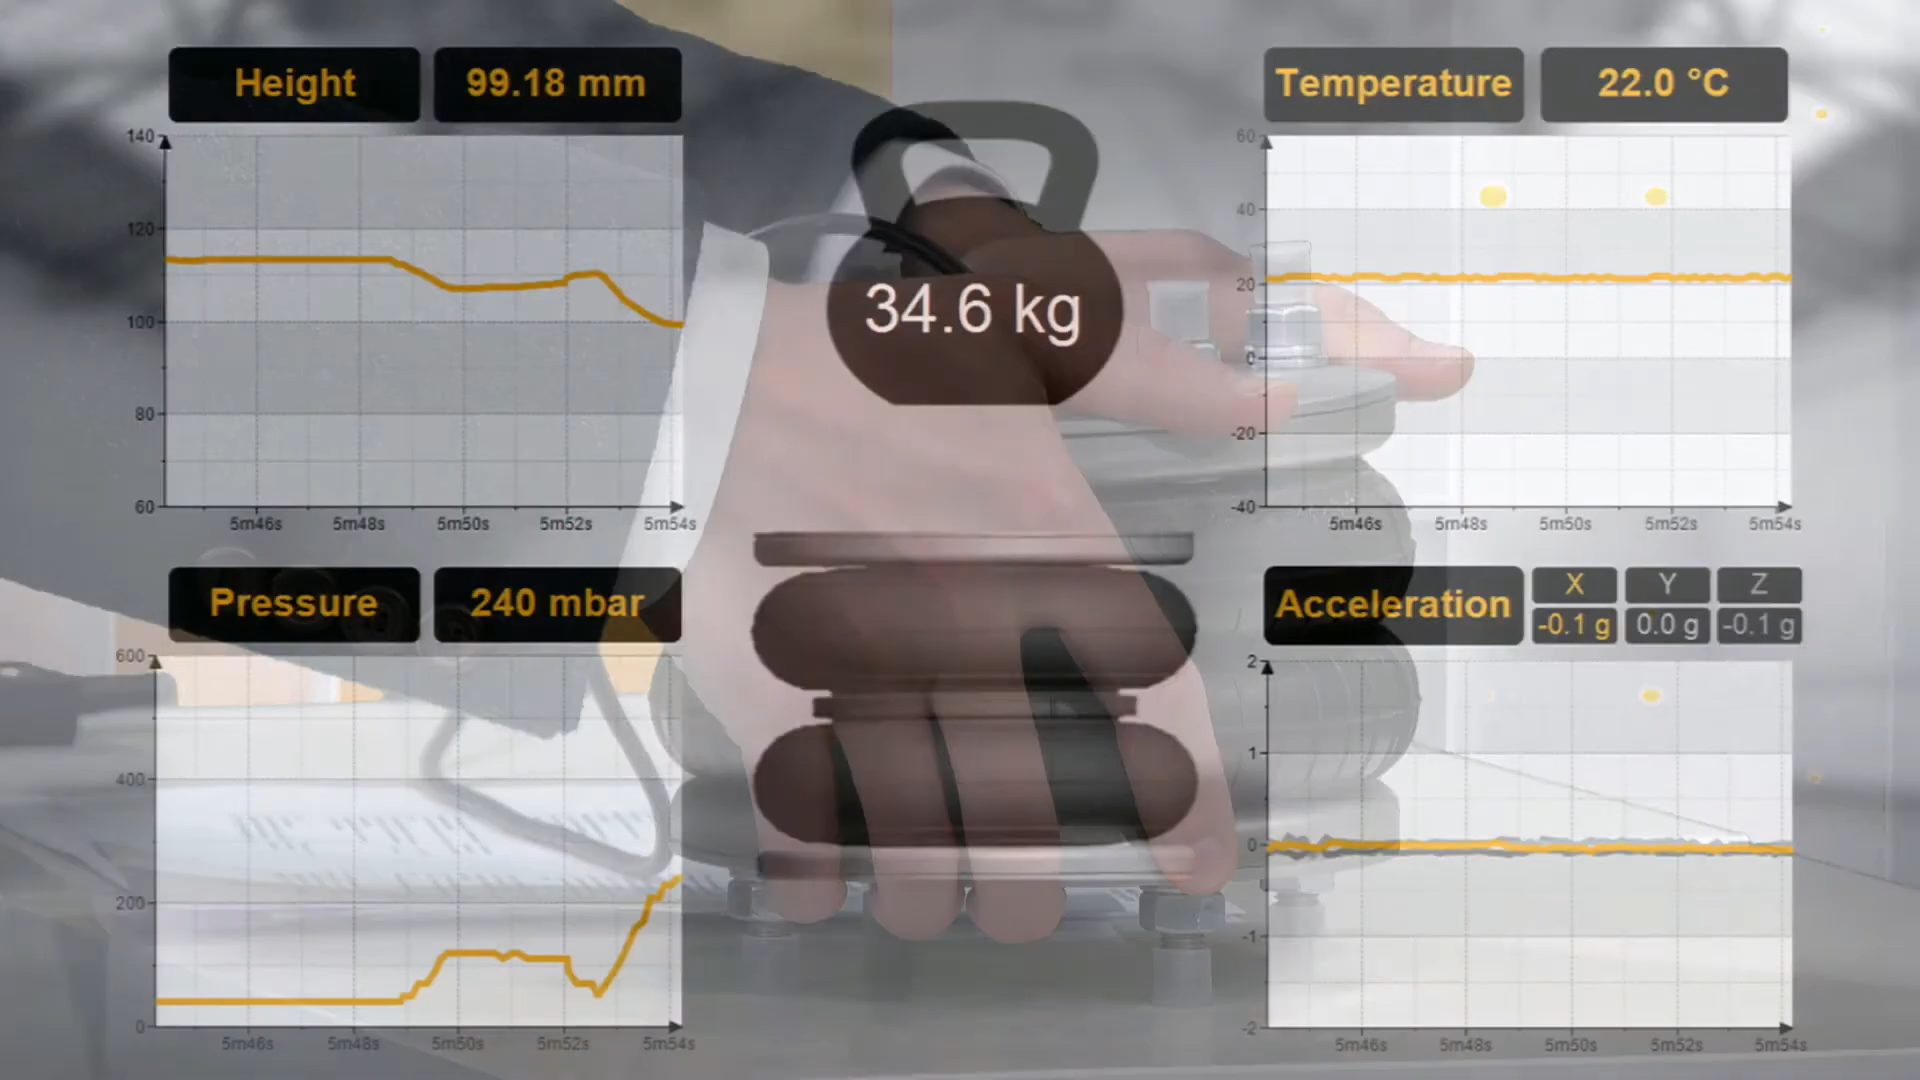 Height
99.18 mm
140
120
100
80
60
5m46s
5m48s
5m50s
5m52s
5m54s
34.6 kg
Temperature
22.0 °C
60
40
20
0
-20
-40
5m46s
5m48s
5m50s
5m52s
5m54s
Pressure
240 mbar
600
400
200
0
5m46s
5m48s
5m50s
5m52s
5m54s
Acceleration
X
Y
Z
-0.1 g
0.0 g
-0.1 g
2
1
0
-1
-2
5m46s
5m48s
5m50s
5m52s
5m54s